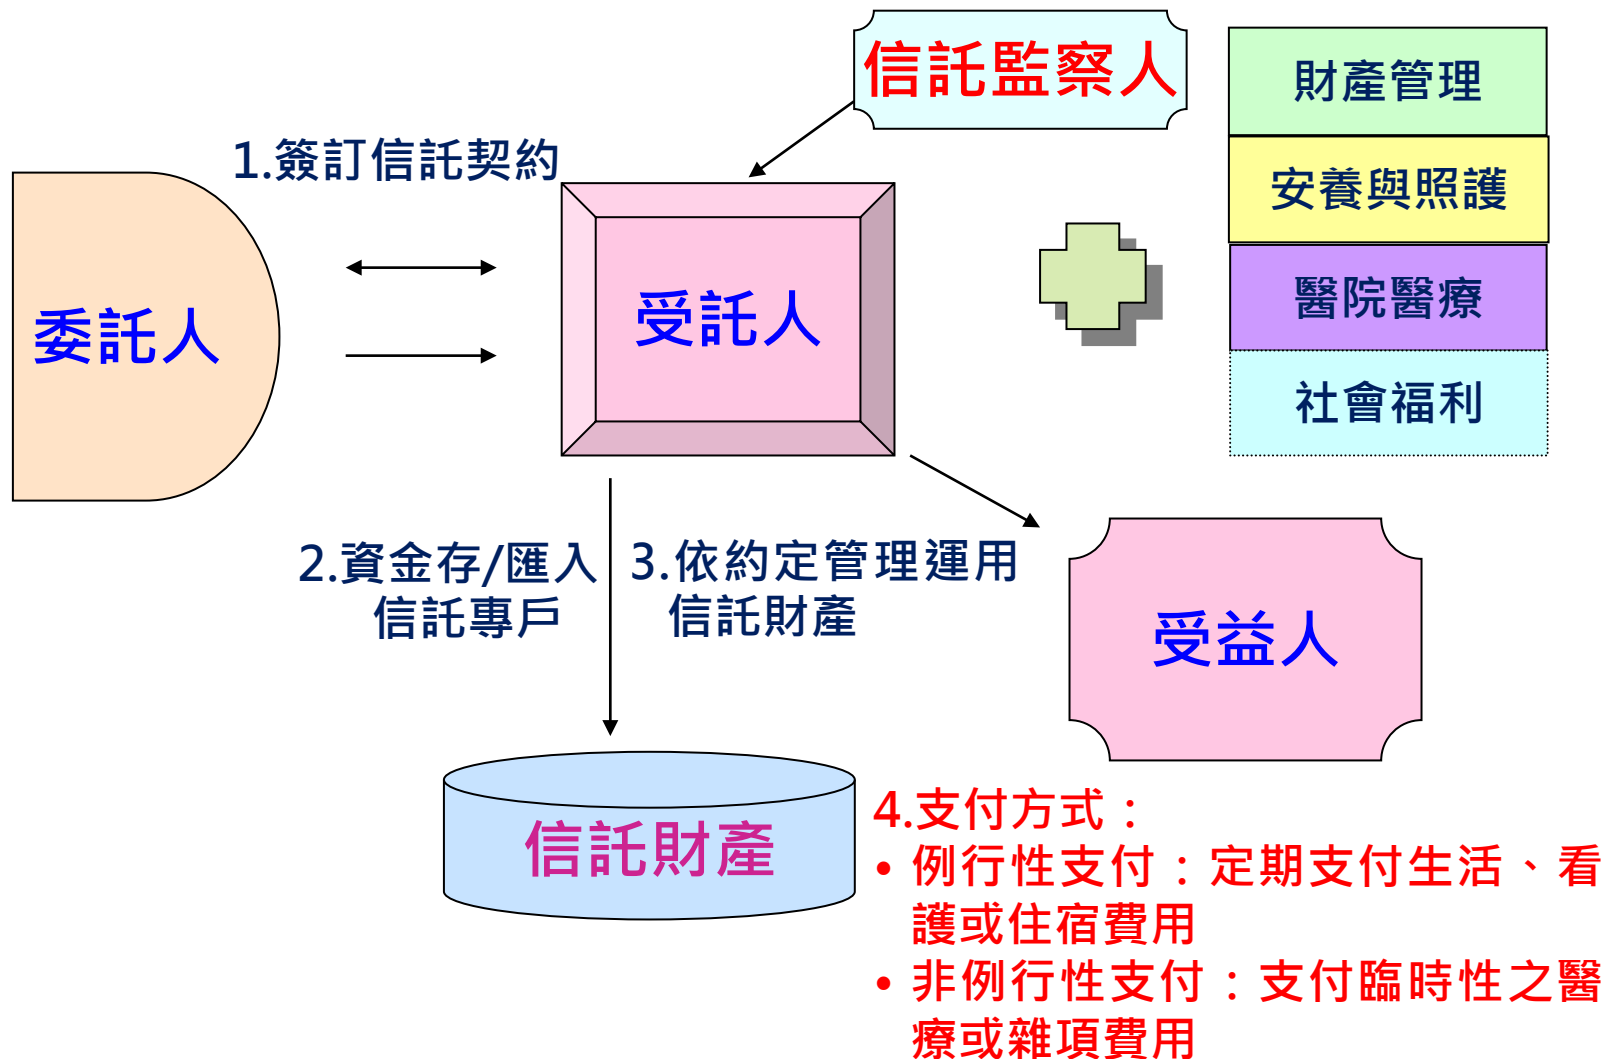 信託監察人
財產管理
安養與照護
醫院醫療
社會福利
1.簽訂信託契約
委託人
受託人
2.資金存/匯入
信託專戶
3.依約定管理運用
信託財產
受益人
信託財產
4.支付方式：
• 例行性支付：定期支付生活、看
護或住宿費用
• 非例行性支付：支付臨時性之醫
療或雜項費用